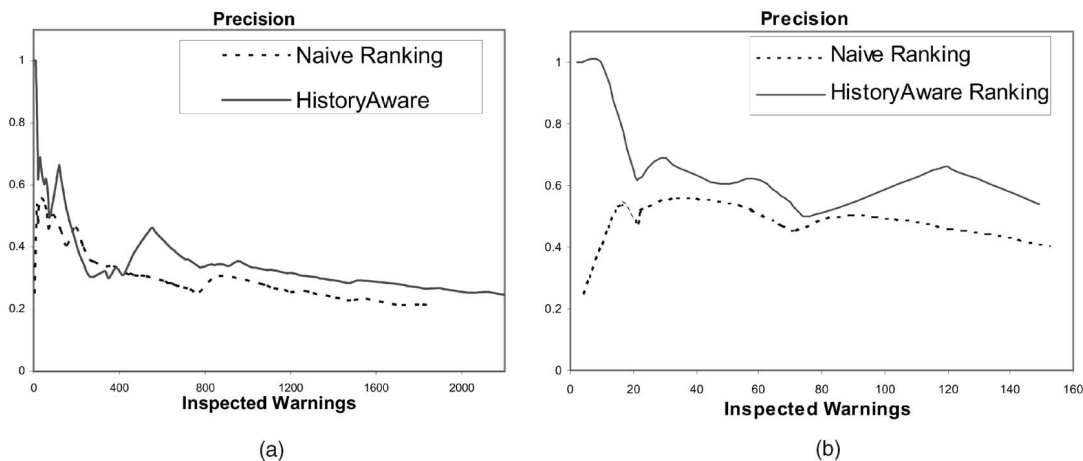 Precision
Naive Ranking
HistoryAware
1
0.8
0.6
0.4
0.2
0
0 400 800 1200 1600 2000
Inspected Warnings
(a)
Precision
Naive Ranking
HistoryAware Ranking
1
0.8
0.6
0.4
0.2
0
0 20 40 60 80 100 120 140 160
Inspected Warnings
(b)